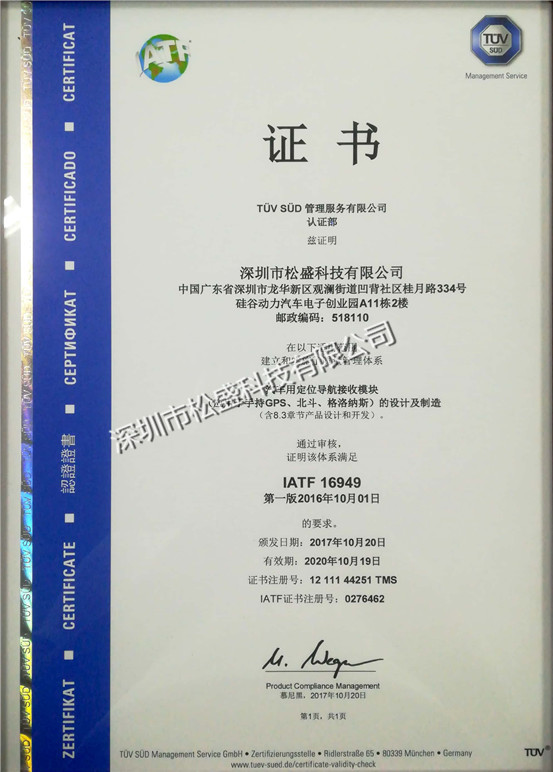 IATF
TÜV
SÜD
Management Service
证书
TÜV SÜD 管理服务有限公司
认证部
兹证明
深圳市松盛科技有限公司
中国广东省深圳市龙华新区观澜街道凹背社区桂月路334号
硅谷动力汽车电子创业园A11栋2楼
邮政编码：518110
在以下
建立和 管理体系
车用定位导航接收模块
持GPS、北斗、格洛纳斯）的设计及制造
（含8.3章节产品设计和开发）。
深圳市松盛科技有限公司
通过审核，
证明该体系满足
IATF 16949
第一版2016年10月01日
的要求。
颁发日期：2017年10月20日
有效期：2020年10月19日
证书注册号：12 111 44251 TMS
IATF证书注册号：0276462
Product Compliance Management
慕尼黑，2017年10月20日
第1页，共1页
TÜV SÜD Management Service GmbH • Zertifizierungsstelle • Ridlerstraße 65 • 80339 München • Germany
www.tuev-sued.de/certificate-validity-check
TÜV®
ZERTIFIKAT ■ CERTIFICATE ■ 認證證書 ■ СЕРТИФИКАТ ■ CERTIFICADO ■ CERTIFICAT